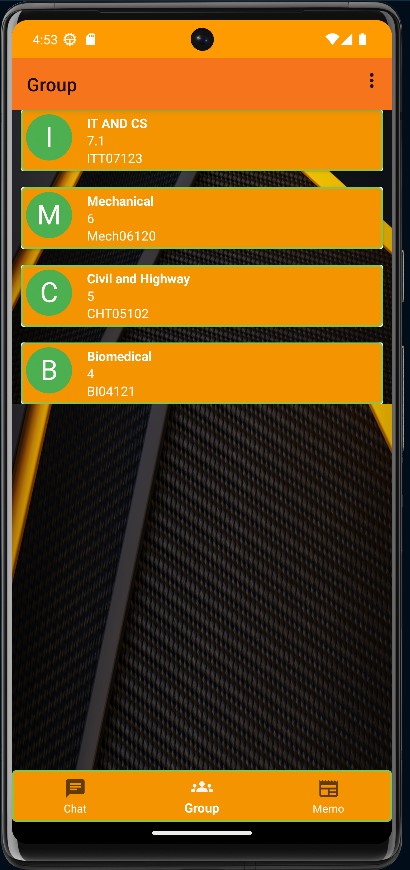 4:53
Group
I
IT AND CS
7.1
ITT07123
M
Mechanical
6
Mech06120
C
Civil and Highway
5
CHT05102
B
Biomedical
4
BI04121
Chat
Group
Memo